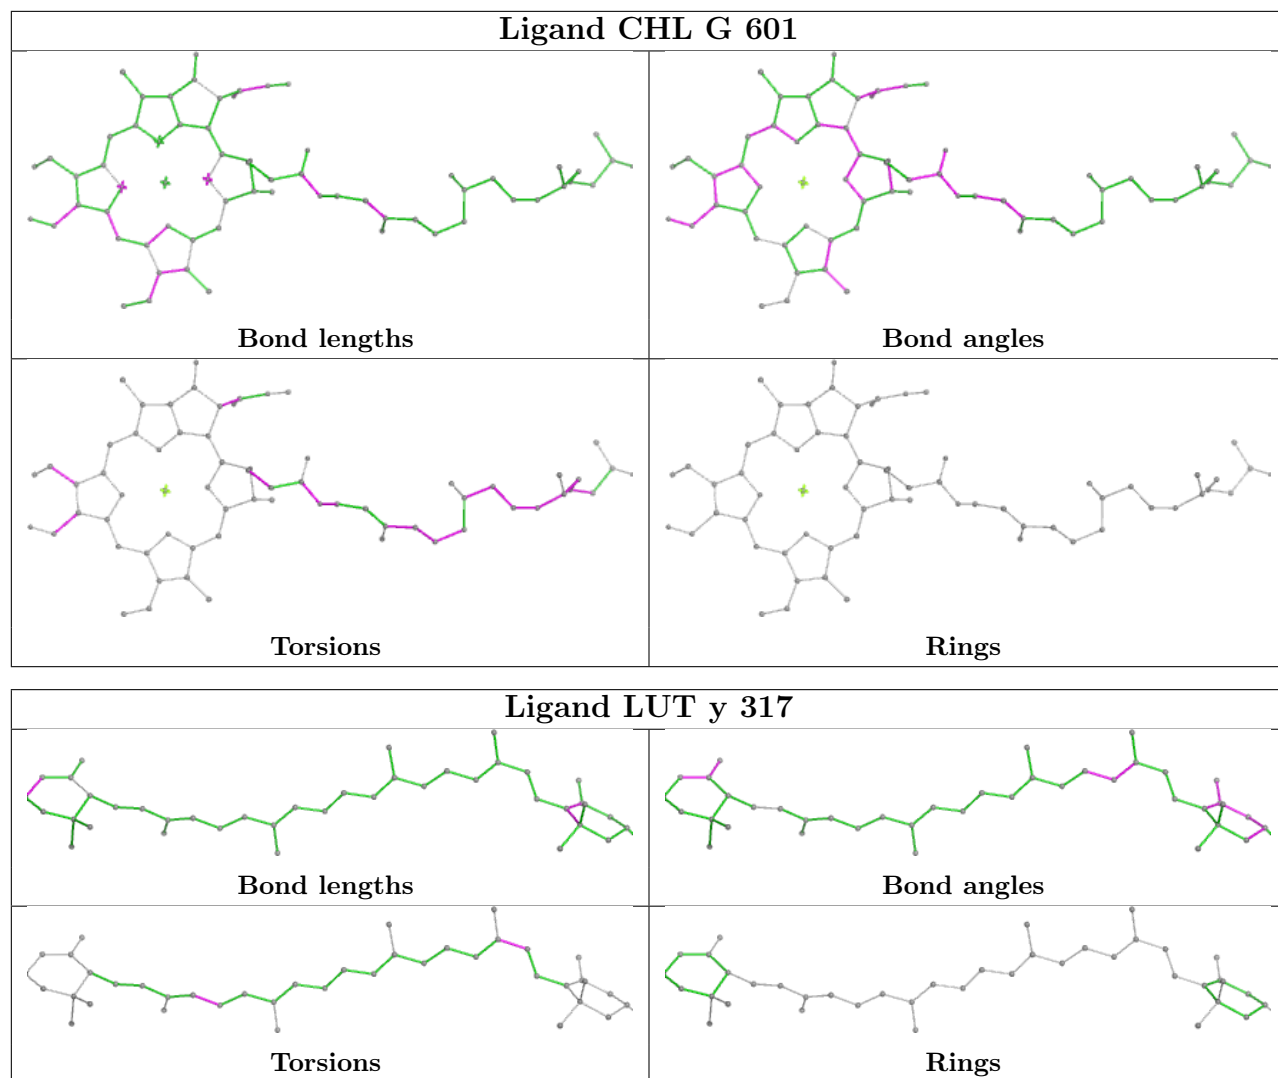 Ligand CHL G 601
Bond lengths
Bond angles
Torsions
Rings
Ligand LUT y 317
Bond lengths
Bond angles
Torsions
Rings